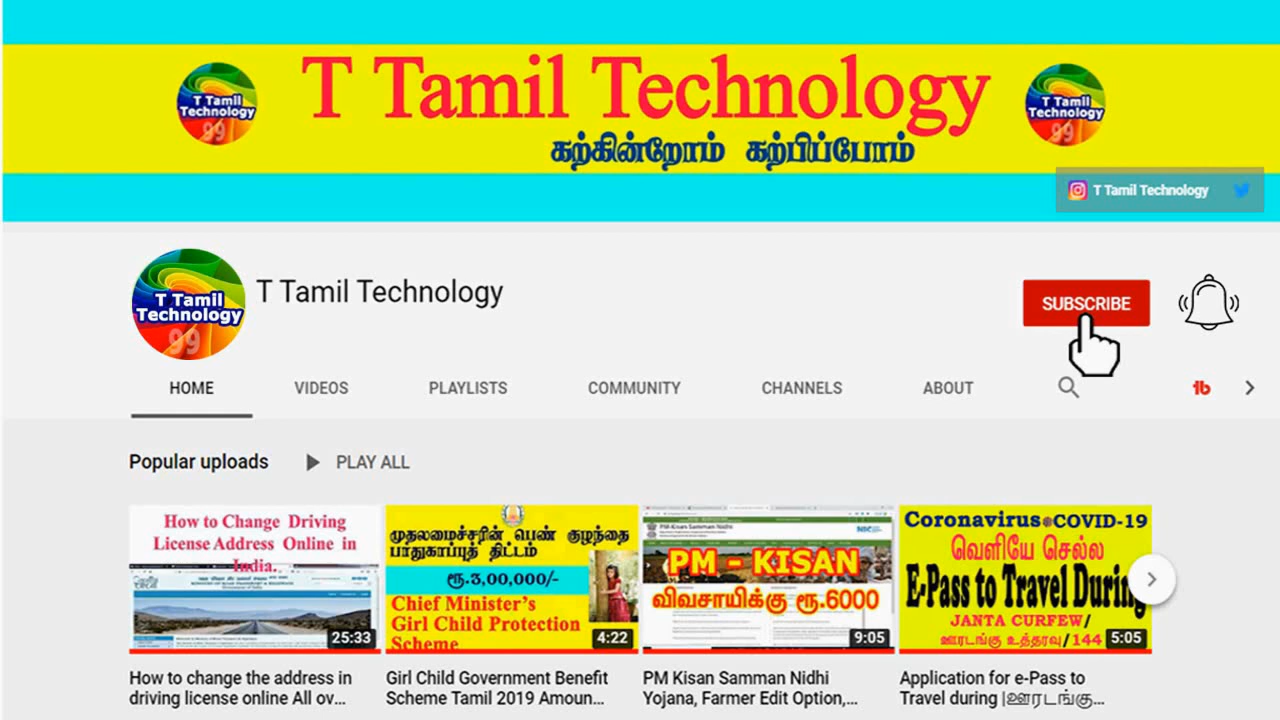 T Tamil Technology
கற்கின்றோம் கற்பிப்போம்
T Tamil
Technology
99
T Tamil
Technology
99
T Tamil Technology
T Tamil
Technology
99
T Tamil Technology
SUBSCRIBE
HOME VIDEOS PLAYLISTS COMMUNITY CHANNELS ABOUT
Popular uploads PLAY ALL
How to Change Driving
License Address Online in
India.
25:33
How to change the address in
driving license online All ov...
முதலமைச்சரின் பெண் குழந்தை
பாதுகாப்புத் திட்டம்
ரூ.3,00,000/-
Chief Minister's
Girl Child Protection
Scheme
4:22
Girl Child Government Benefit
Scheme Tamil 2019 Amoun...
PM-Kisan Samman Nidhi
PM - KISAN
விவசாயிக்கு ரூ.6000
9:05
PM Kisan Samman Nidhi
Yojana, Farmer Edit Option,...
Coronavirus COVID-19
வெளியே செல்ல
E-Pass to Travel During
JANTA CURFEW/
ஊரடங்கு உத்தரவு/144
5:05
Application for e-Pass to
Travel during |ஊரடங்கு...